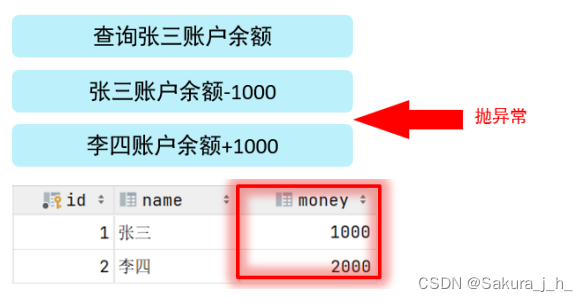 查询张三账户余额
张三账户余额-1000
抛异常
李四账户余额+1000
id name money
1 张三 1000
2 李四 2000
CSDN @Sakura_j_h_